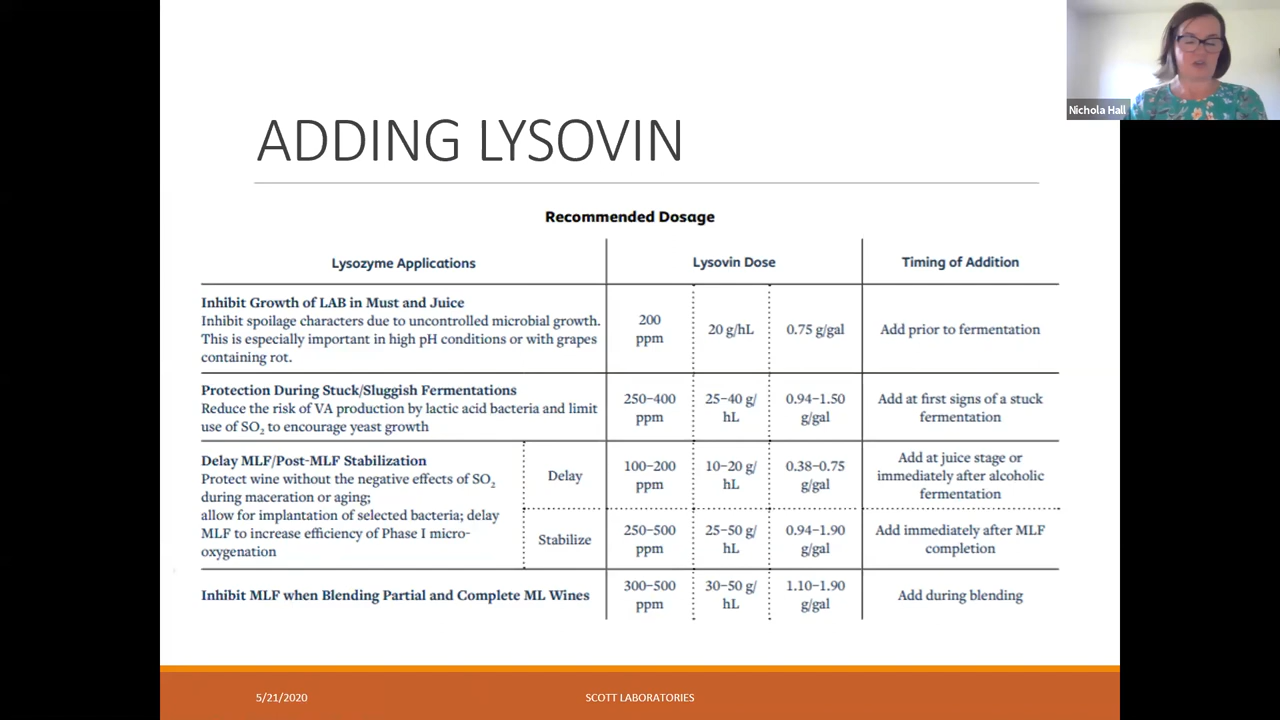 Nichola Hall
ADDING LYSOVIN
Recommended Dosage
Lysozyme Applications
Lysovin Dose
Timing of Addition
Inhibit Growth of LAB in Must and Juice
Inhibit spoilage characters due to uncontrolled microbial growth.
This is especially important in high pH conditions or with grapes
containing rot.
200
ppm
20 g/hL
0.75 g/gal
Add prior to fermentation
Protection During Stuck/Sluggish Fermentations
Reduce the risk of VA production by lactic acid bacteria and limit
use of SO₂ to encourage yeast growth
250–400
ppm
25–40 g/
hL
0.94–1.50
g/gal
Add at first signs of a stuck
fermentation
Delay MLF/Post-MLF Stabilization
Protect wine without the negative effects of SO₂
during maceration or aging;
allow for implantation of selected bacteria; delay
MLF to increase efficiency of Phase I micro-
oxygenation
Delay
100–200
ppm
10–20 g/
hL
0.38–0.75
g/gal
Add at juice stage or
immediately after alcoholic
fermentation
Stabilize
250–500
ppm
25–50 g/
hL
0.94–1.90
g/gal
Add immediately after MLF
completion
Inhibit MLF when Blending Partial and Complete ML Wines
300–500
ppm
30–50 g/
hL
1.10–1.90
g/gal
Add during blending
5/21/2020
SCOTT LABORATORIES